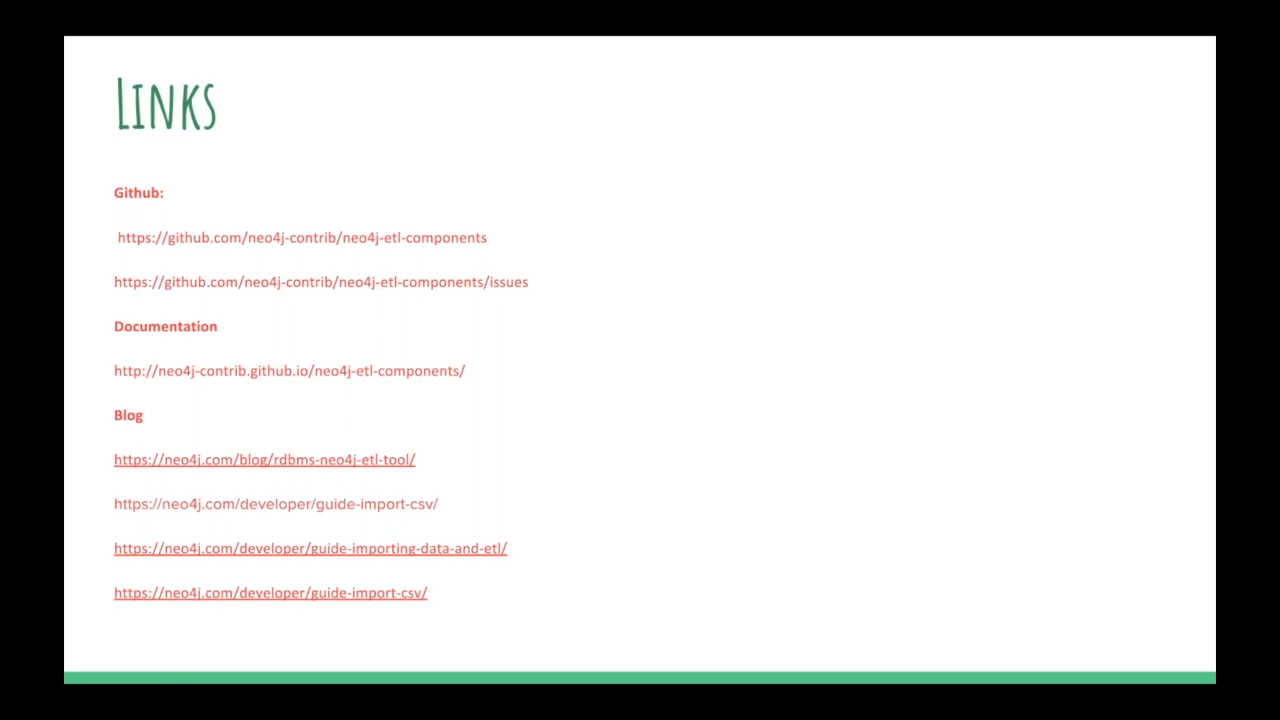 Links
Github:
https://github.com/neo4j-contrib/neo4j-etl-components
https://github.com/neo4j-contrib/neo4j-etl-components/issues
Documentation
http://neo4j-contrib.github.io/neo4j-etl-components/
Blog
https://neo4j.com/blog/rdbms-neo4j-etl-tool/
https://neo4j.com/developer/guide-import-csv/
https://neo4j.com/developer/guide-importing-data-and-etl/
https://neo4j.com/developer/guide-import-csv/